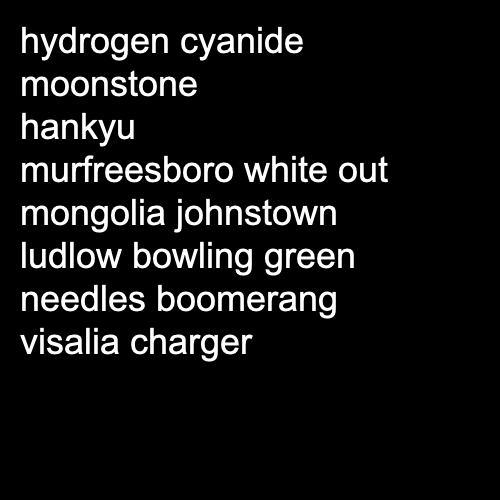 hydrogen cyanide
moonstone
hankyu
murfreesboro white out
mongolia johnstown
ludlow bowling green
needles boomerang
visalia charger